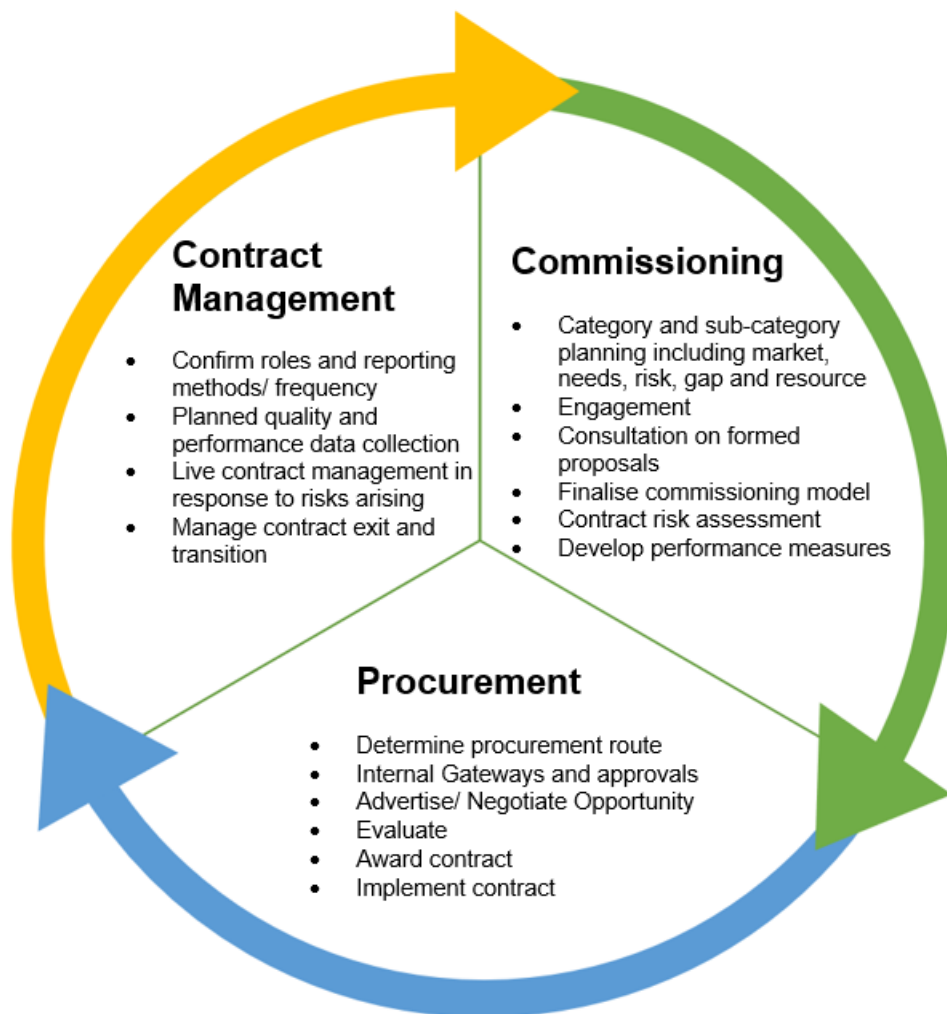 Contract
Management
• Confirm roles and reporting
methods/ frequency
• Planned quality and
performance data collection
• Live contract management in
response to risks arising
• Manage contract exit and
transition
Commissioning
• Category and sub-category
planning including market,
needs, risk, gap and resource
• Engagement
• Consultation on formed
proposals
• Finalise commissioning model
• Contract risk assessment
• Develop performance measures
Procurement
• Determine procurement route
• Internal Gateways and approvals
• Advertise/ Negotiate Opportunity
• Evaluate
• Award contract
• Implement contract